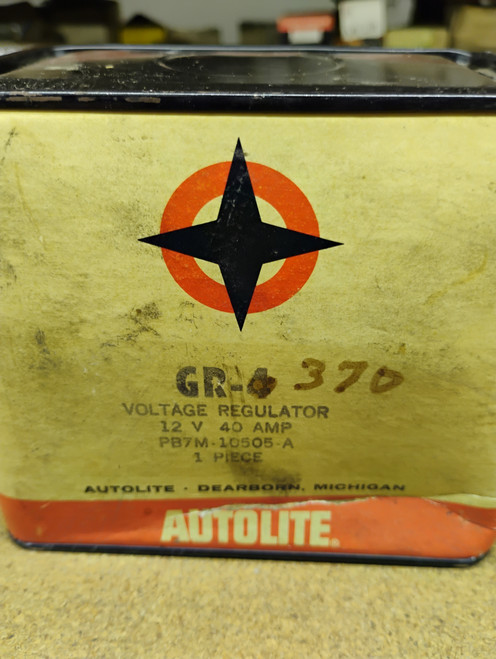 GR-4 370
VOLTAGE REGULATOR
12 V 40 AMP
PB7M-10505-A
1 PIECE
AUTOLITE · DEARBORN, MICHIGAN
AUTOLITE®